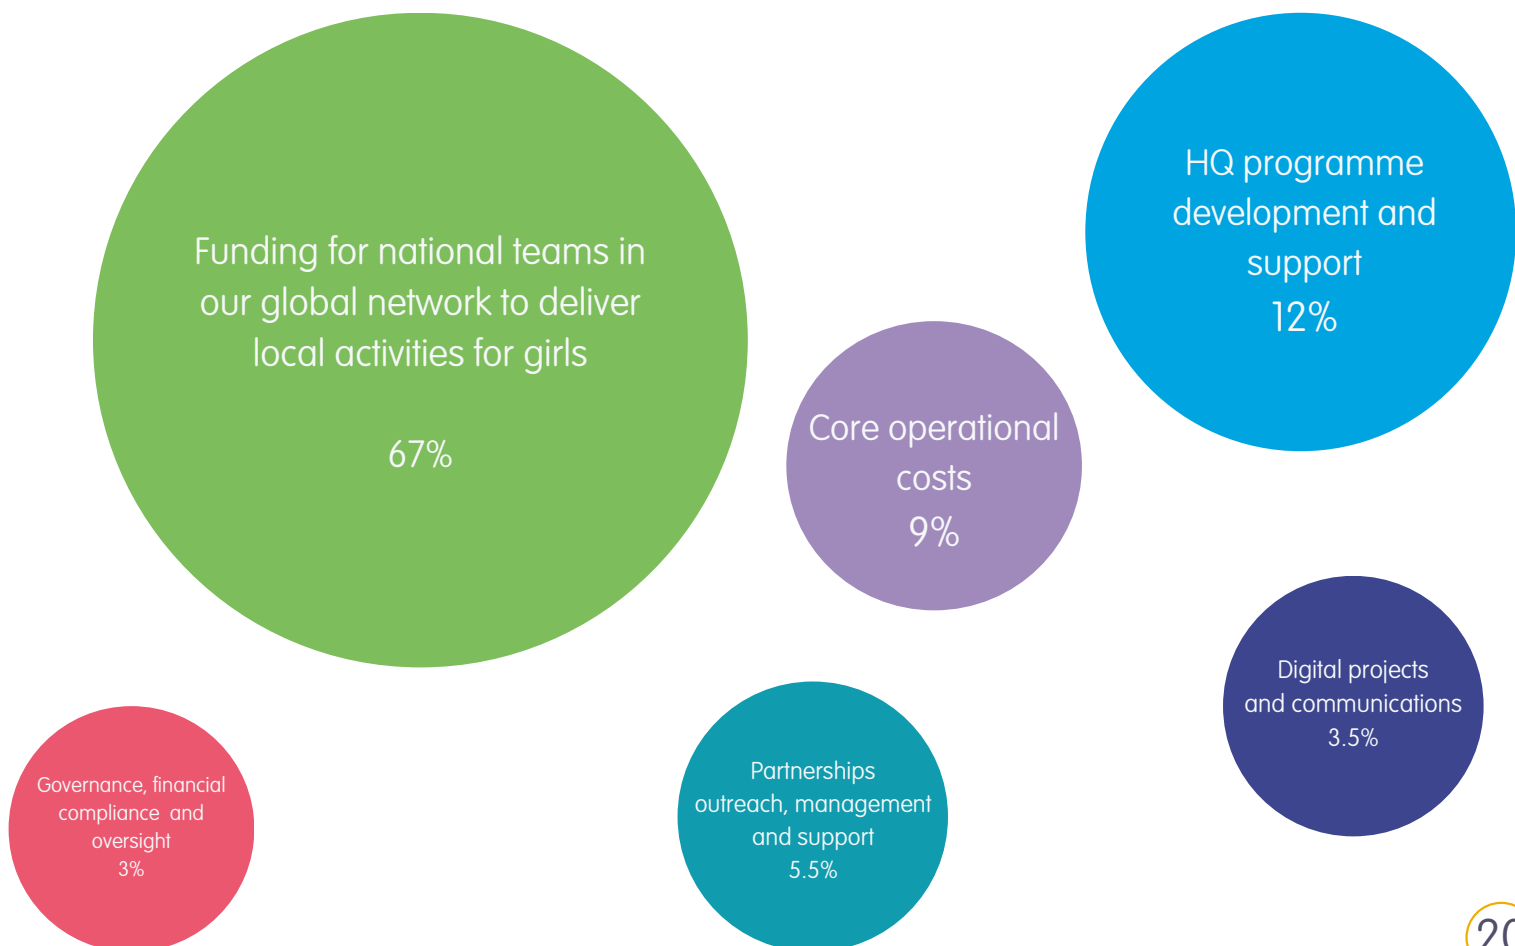 Funding for national teams in
our global network to deliver
local activities for girls
67%
HQ programme
development and
support
12%
Core operational
costs
9%
Digital projects
and communications
3.5%
Governance, financial
compliance and
oversight
3%
Partnerships
outreach, management
and support
5.5%